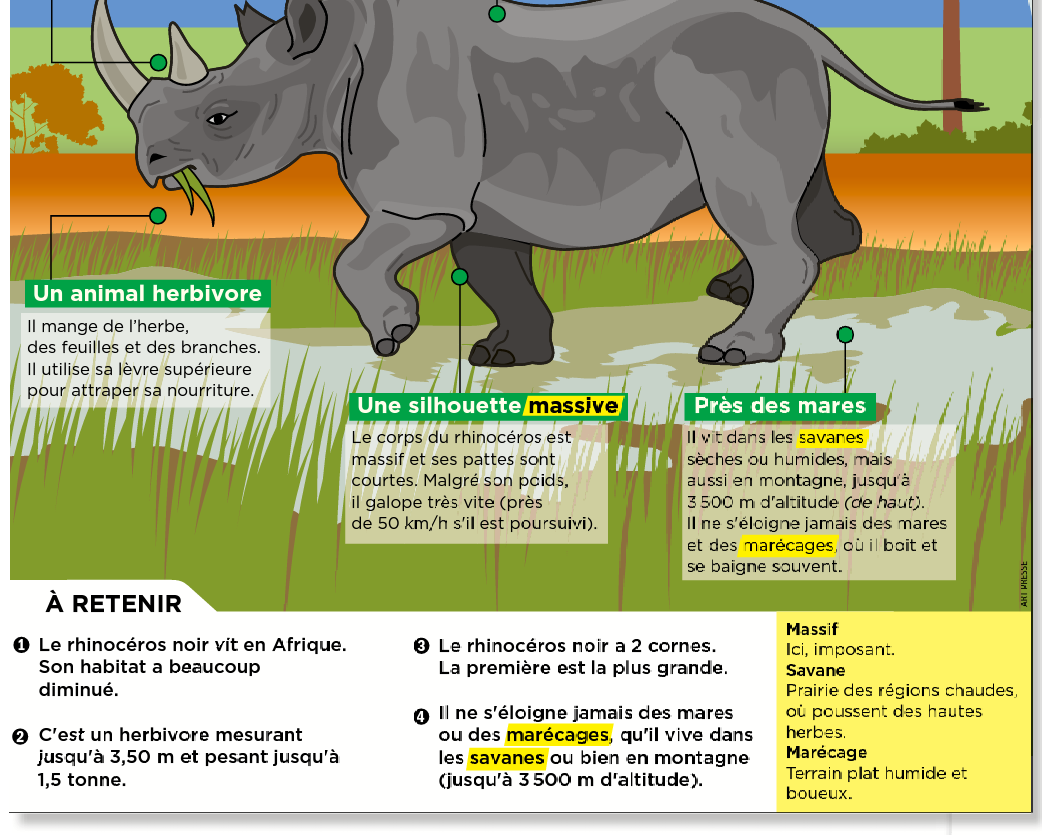 Un animal herbivore
Il mange de l'herbe,
des feuilles et des branches.
Il utilise sa lèvre supérieure
pour attraper sa nourriture.
Une silhouette massive
Le corps du rhinocéros est
massif et ses pattes sont
courtes. Malgré son poids,
il galope très vite (près
de 50 km/h s'il est poursuivi).
Près des mares
Il vit dans les savanes
sèches ou humides, mais
aussi en montagne, jusqu'à
3 500 m d'altitude (de haut).
Il ne s'éloigne jamais des mares
et des marécages, où il boit et
se baigne souvent.
ART PRESSE
À RETENIR
1 Le rhinocéros noir vit en Afrique.
Son habitat a beaucoup
diminué.
2 C'est un herbivore mesurant
jusqu'à 3,50 m et pesant jusqu'à
1,5 tonne.
3 Le rhinocéros noir a 2 cornes.
La première est la plus grande.
4 Il ne s'éloigne jamais des mares
ou des marécages, qu'il vive dans
les savanes ou bien en montagne
(jusqu'à 3 500 m d'altitude).
Massif
Ici, imposant.
Savane
Prairie des régions chaudes,
où poussent des hautes
herbes.
Marécage
Terrain plat humide et
boueux.